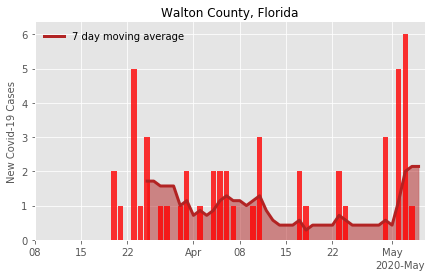 Walton County, Florida
7 day moving average
New Covid-19 Cases
6
5
4
3
2
1
0
08 15 22 Apr 08 15 22 May
2020-May